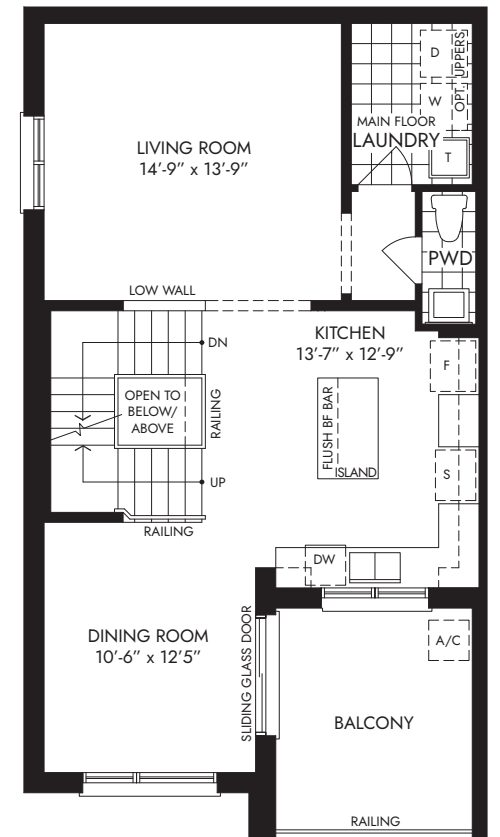 D
OPT. UPPERS
W
MAIN FLOOR
LAUNDRY
T
LIVING ROOM
14’-9” x 13’-9”
PWD
LOW WALL
KITCHEN
13’-7” x 12’-9”
DN
F
OPEN TO
BELOW/
ABOVE
RAILING
FLUSH BF BAR
ISLAND
S
UP
RAILING
DW
DINING ROOM
10’-6” x 12’5”
SLIDING GLASS DOOR
A/C
BALCONY
RAILING